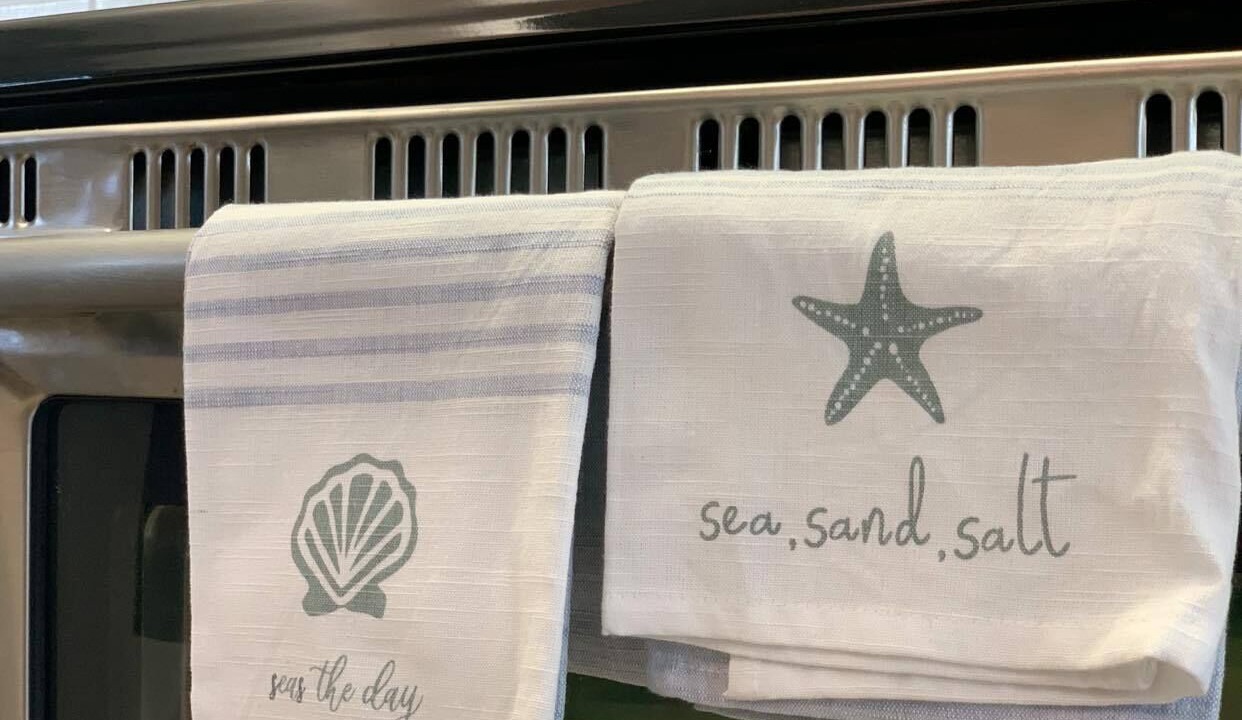 seas the day
sea, sand, salt